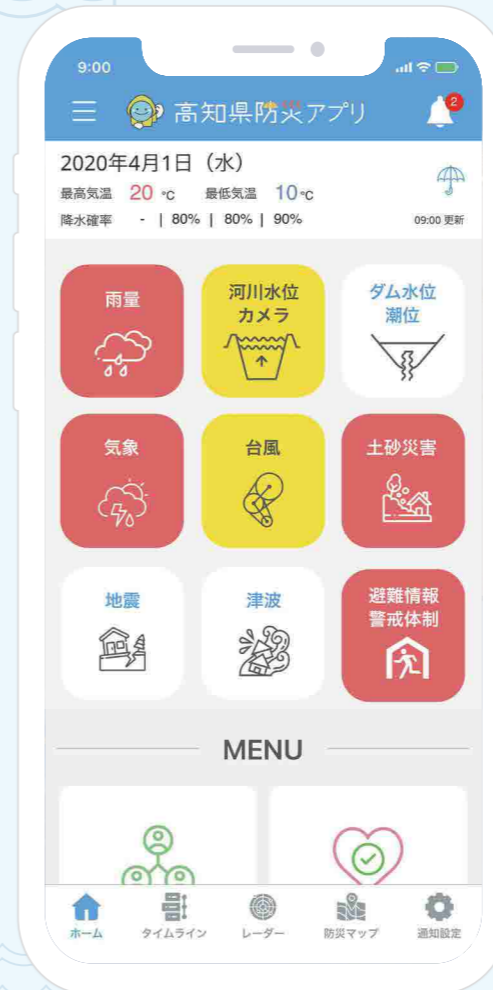 9:00
高知県防災アプリ
2
2020年4月1日（水）
最高気温 20 ℃ 最低気温 10℃
降水確率 - | 80% | 80% | 90%
09:00 更新
雨量
河川水位
カメラ
ダム水位
潮位
気象
台風
土砂災害
地震
津波
避難情報
警戒体制
MENU
ホーム
タイムライン
レーダー
防災マップ
通知設定